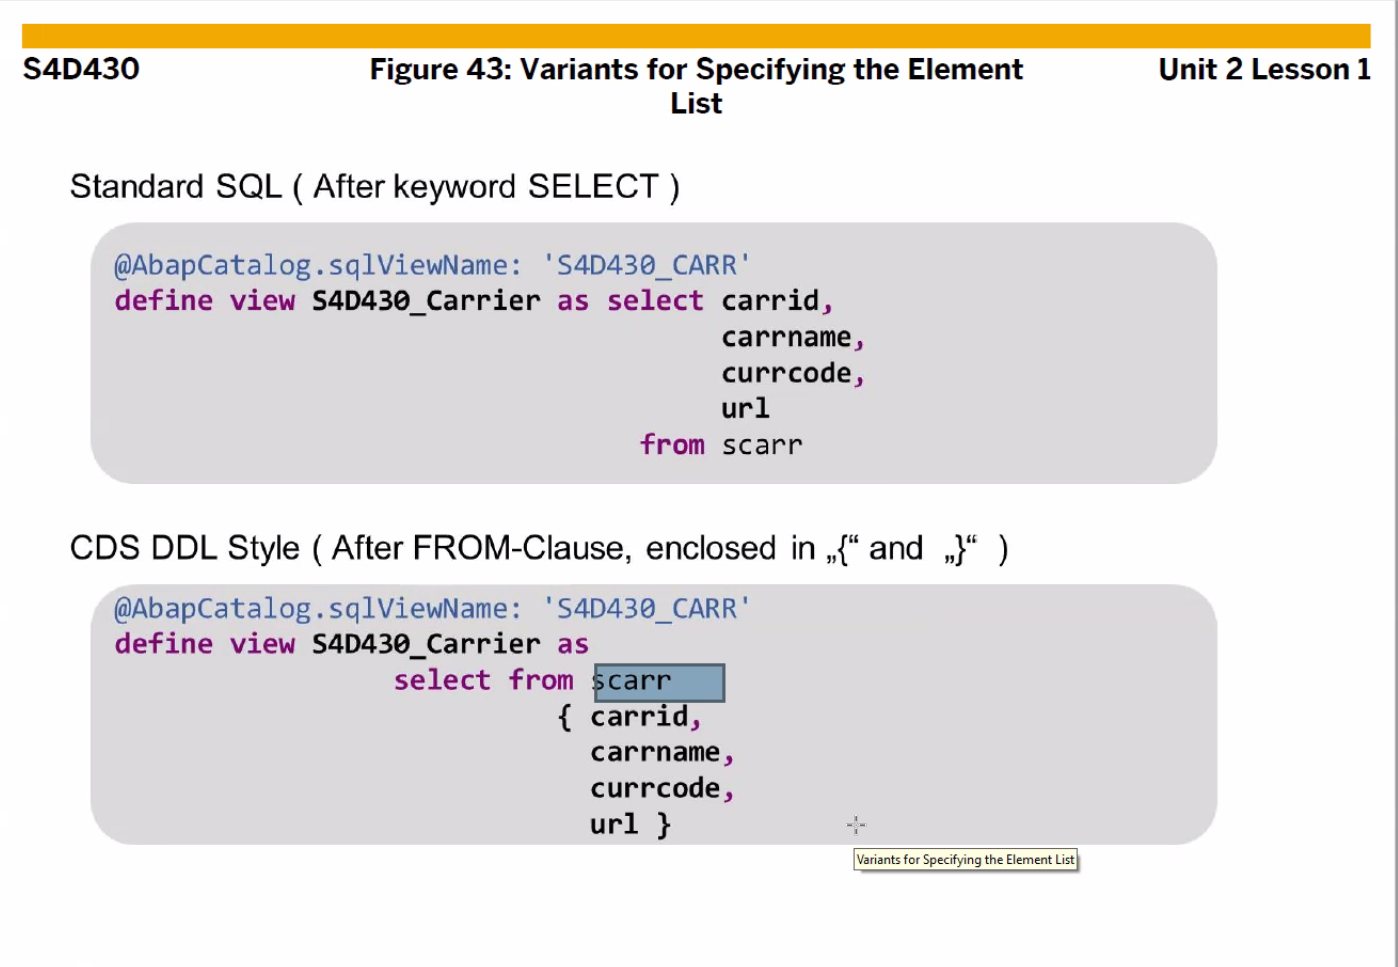 S4D430
Figure 43: Variants for Specifying the Element
List
Unit 2 Lesson 1
Standard SQL ( After keyword SELECT )
@AbapCatalog.sqlViewName: 'S4D430_CARR'
define view S4D430_Carrier as select carrid,
carrname,
currcode,
url
from scarr
CDS DDL Style ( After FROM-Clause, enclosed in „{“ and „}“ )
@AbapCatalog.sqlViewName: 'S4D430_CARR'
define view S4D430_Carrier as
select from scarr
{ carrid,
carrname,
currcode,
url }
Variants for Specifying the Element List